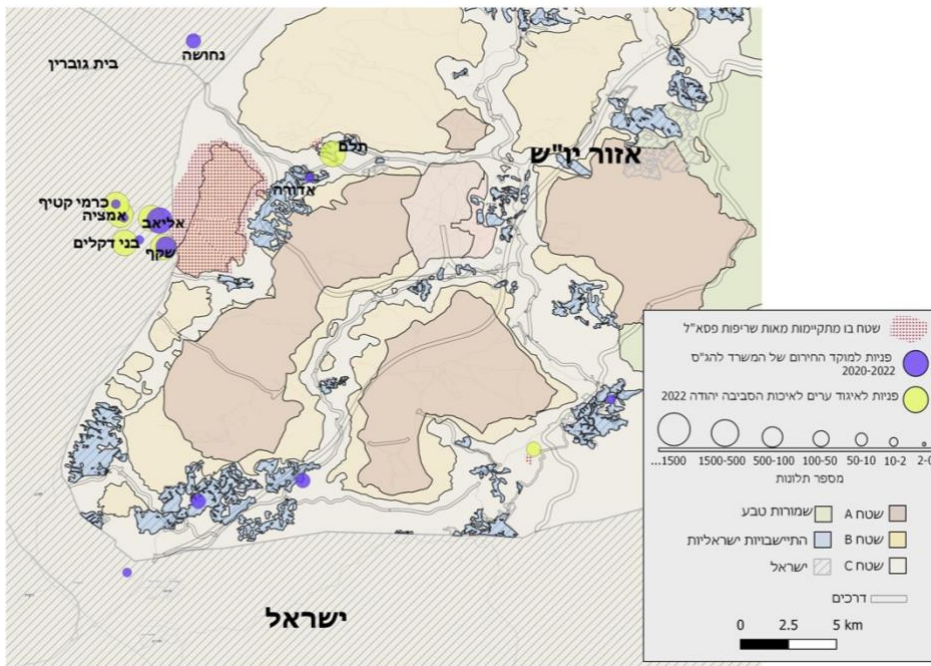 נחושה
בית גוברין
תלם
אזור יו"ש
אדורה
כרמי קטיף
אמציה
אליאב
בני דקלים
שקף
ישראל
שטח בו מתקיימות מאות שריפות פסא"ל
פניות למוקד החירום של המשרד להג"ס
2020-2022
פניות לאיגוד ערים לאיכות הסביבה יהודה 2022
...1500 1500-500 500-100 100-50 50-10 10-2 2-0
מספר תלונות
שטח A שמורות טבע
שטח B התיישבויות ישראליות
שטח C ישראל
דרכים
0 2.5 5 km